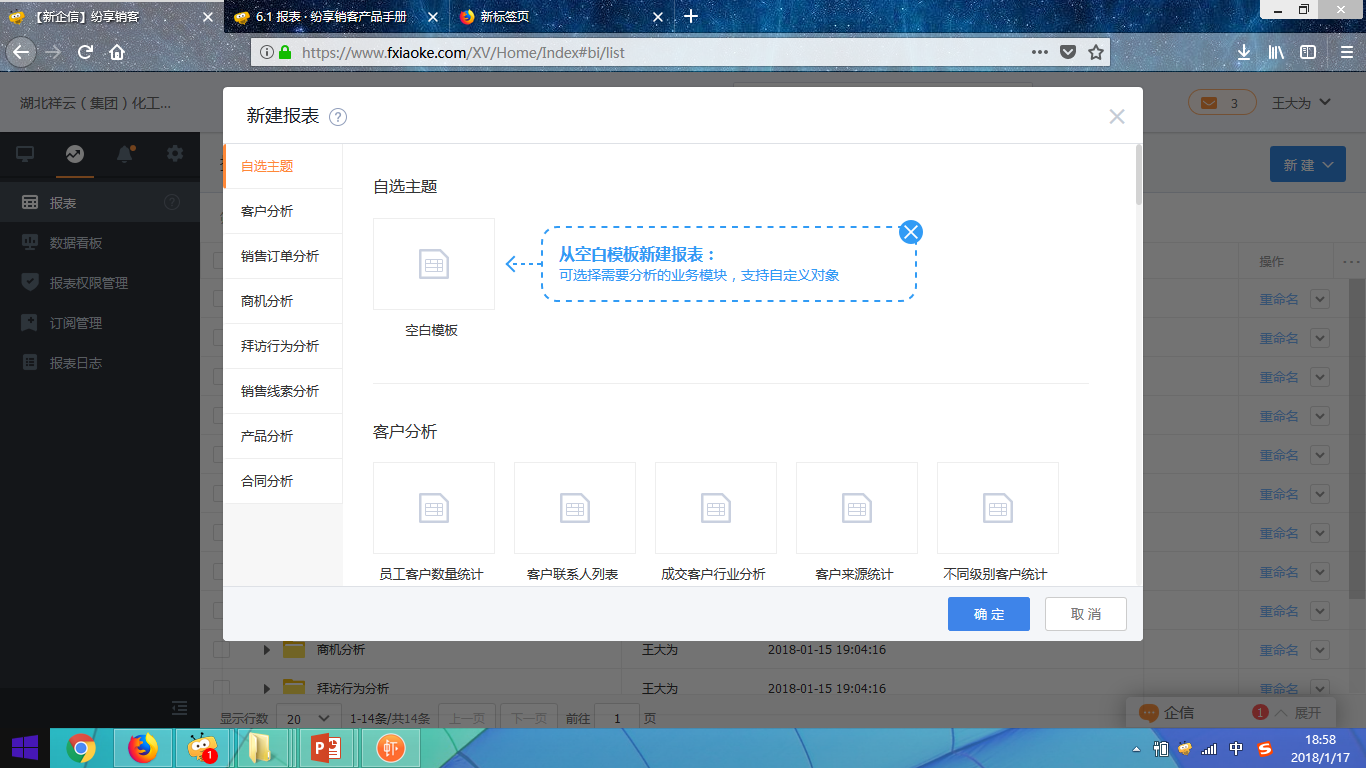 【新企信】纷享销客
6.1 报表 · 纷享销客产品手册
新标签页
https://www.fxiaoke.com/XV/Home/Index#bi/list
湖北祥云（集团）化工...
3
王大为
新建报表
?
自选主题
客户分析
销售订单分析
商机分析
拜访行为分析
销售线索分析
产品分析
合同分析
自选主题
从空白模板新建报表：
可选择需要分析的业务模块，支持自定义对象
空白模板
客户分析
员工客户数量统计
客户联系人列表
成交客户行业分析
客户来源统计
不同级别客户统计
确 定
取 消
新 建
报表
数据看板
报表权限管理
订阅管理
报表日志
操作
重命名
重命名
重命名
重命名
重命名
重命名
重命名
重命名
重命名
商机分析 王大为 2018-01-15 19:04:16 重命名
拜访行为分析 王大为 2018-01-15 19:04:16 重命名
显示行数 20 1-14条/共14条 上一页 下一页 前往 1 页
企信 1 展开
1
中
18:58
2018/1/17